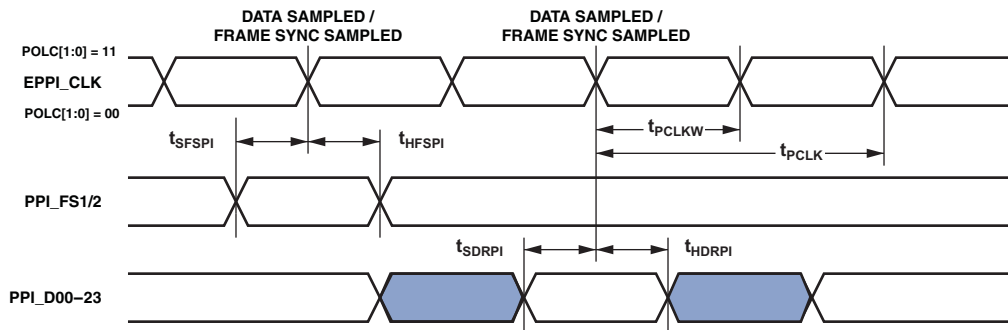 DATA SAMPLED /
FRAME SYNC SAMPLED
DATA SAMPLED /
FRAME SYNC SAMPLED
POLC[1:0] = 11
EPPI_CLK
POLC[1:0] = 00
tSFSPI
tHFSPI
tPCLKW
tPCLK
PPI_FS1/2
tSDRPI
tHDRPI
PPI_D00–23